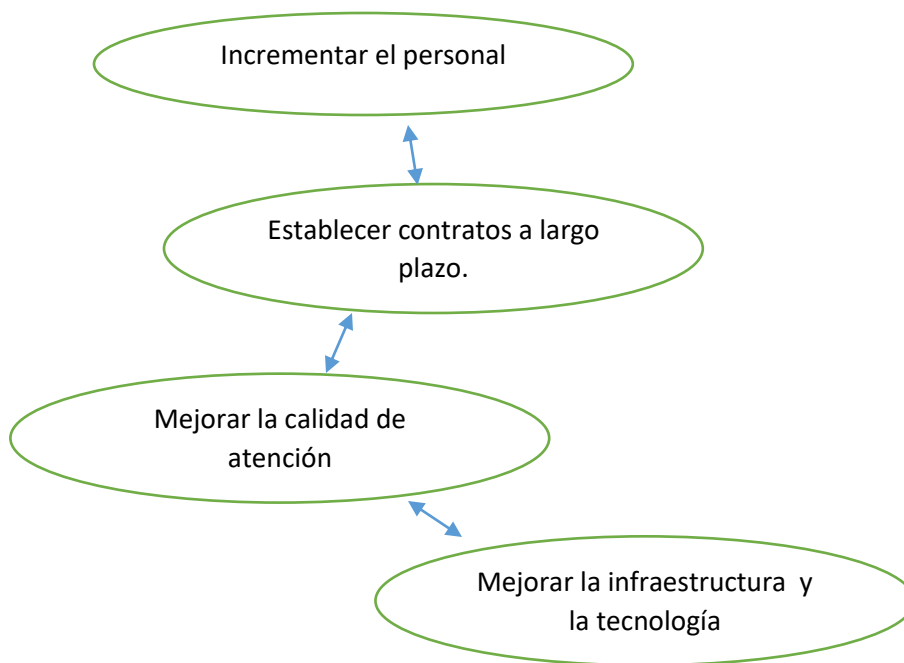 Incrementar el personal
Establecer contratos a largo
plazo.
Mejorar la calidad de
atención
Mejorar la infraestructura y
la tecnología